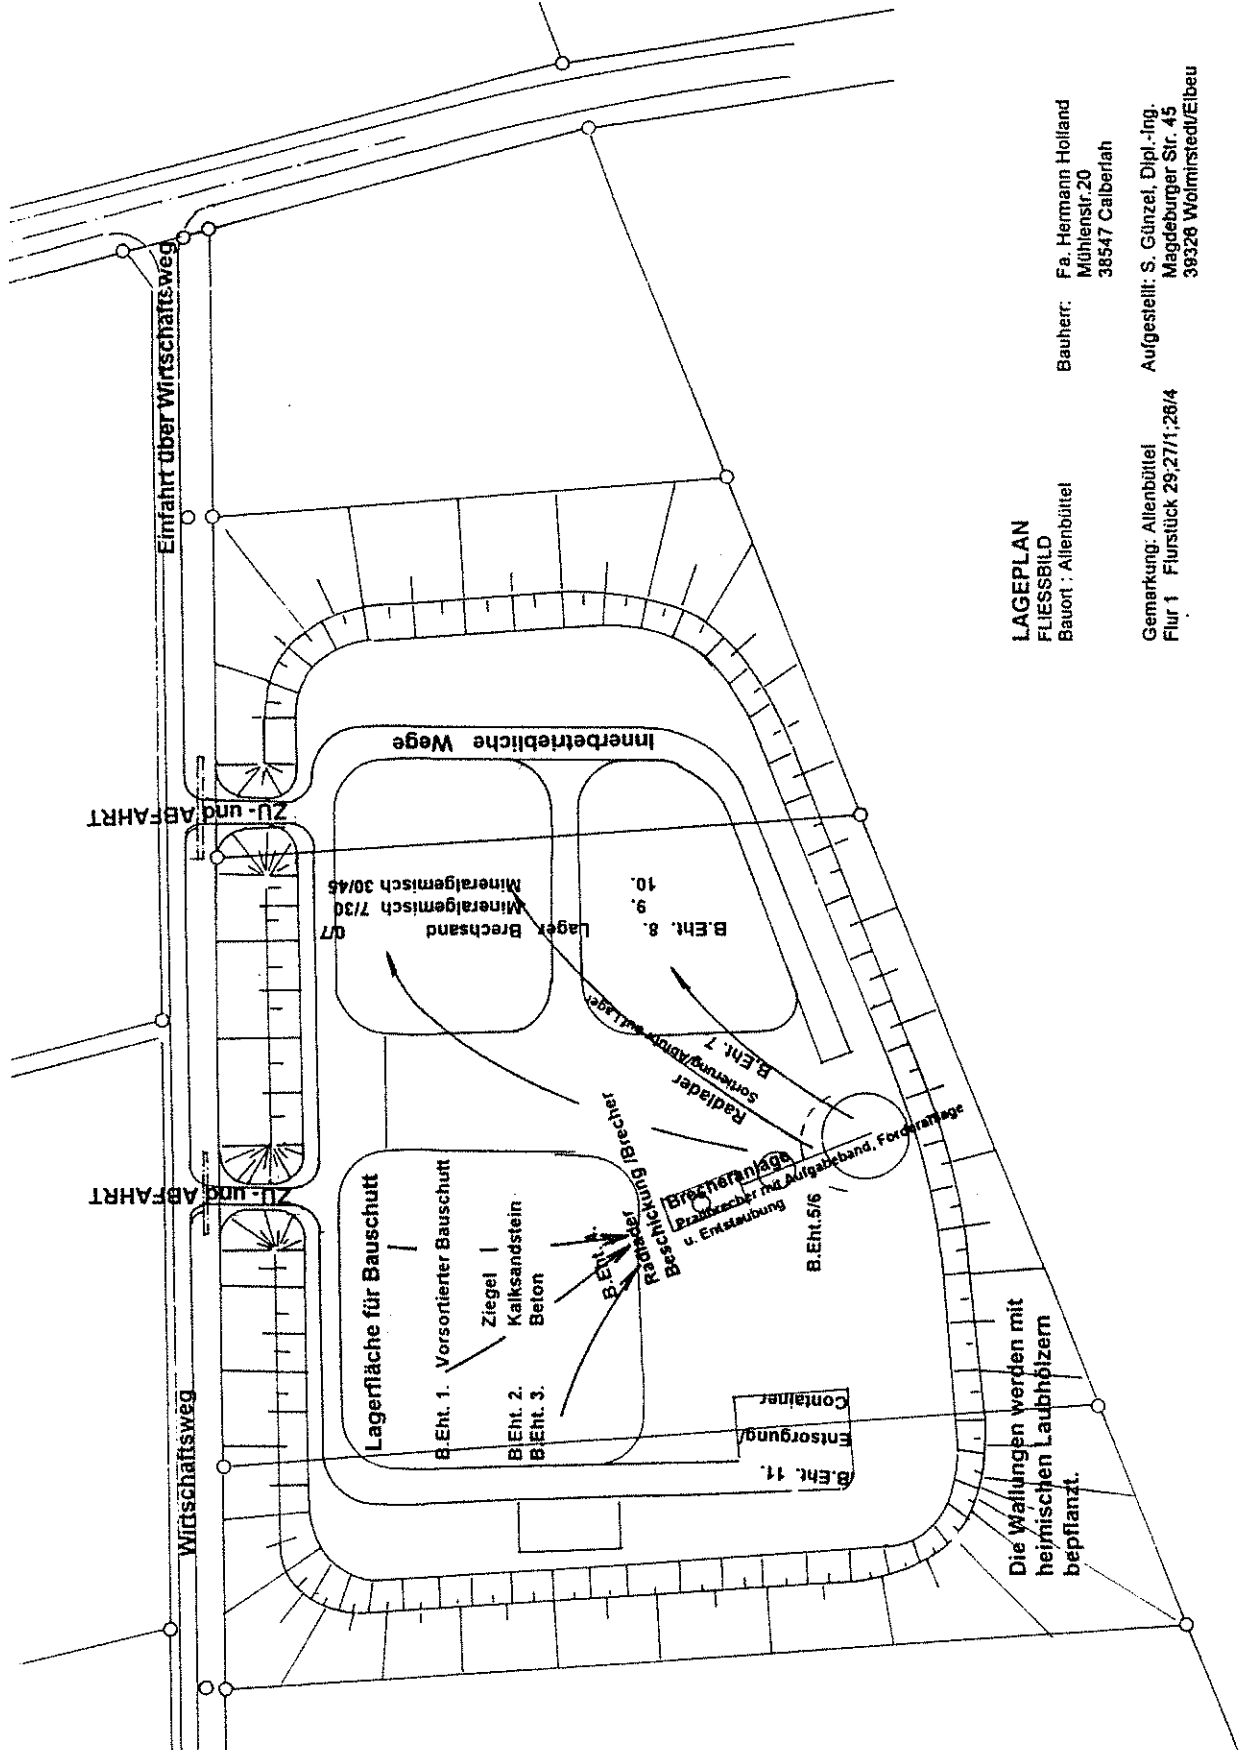 Wirtschaftsweg
Einfahrt über Wirtschaftsweg
ZU - und ABFAHRT
ZU - und ABFAHRT
Lagerfläche für Bauschutt
B.Eht. 1. Vorsortierter Bauschutt
Ziegel
B.Eht. 2. Kalksandstein
B.Eht. 3. Beton
B.Eht. 4.
Radlader
Beschickung /Brecher
Brecheranlage
Prallbrecher mit Aufgabeband, Förderanlage
u. Entstaubung
B.Eht.5/6
Radlader
Sortierung/Abfuhr auf Lager
B.Eht. 7
B.Eht. 8. Lager Brechsand 0/7
9. Mineralgemisch 7/30
10. Mineralgemisch 30/45
Innerbetriebliche Wege
B.Eht. 11.
Entsorgung/
Container
Die Wallungen werden mit
heimischen Laubhölzern
bepflanzt.
LAGEPLAN
FLIESSBILD
Bauort : Allenbüttel
Bauherr: Fa. Hermann Holland
Mühlenstr.20
38547 Calberlah
Gemarkung: Allenbüttel
Flur 1 Flurstück 29;27/1;26/4
Aufgestellt: S. Günzel, Dipl.-Ing.
Magdeburger Str. 45
39326 Wolmirstedt/Elbeu